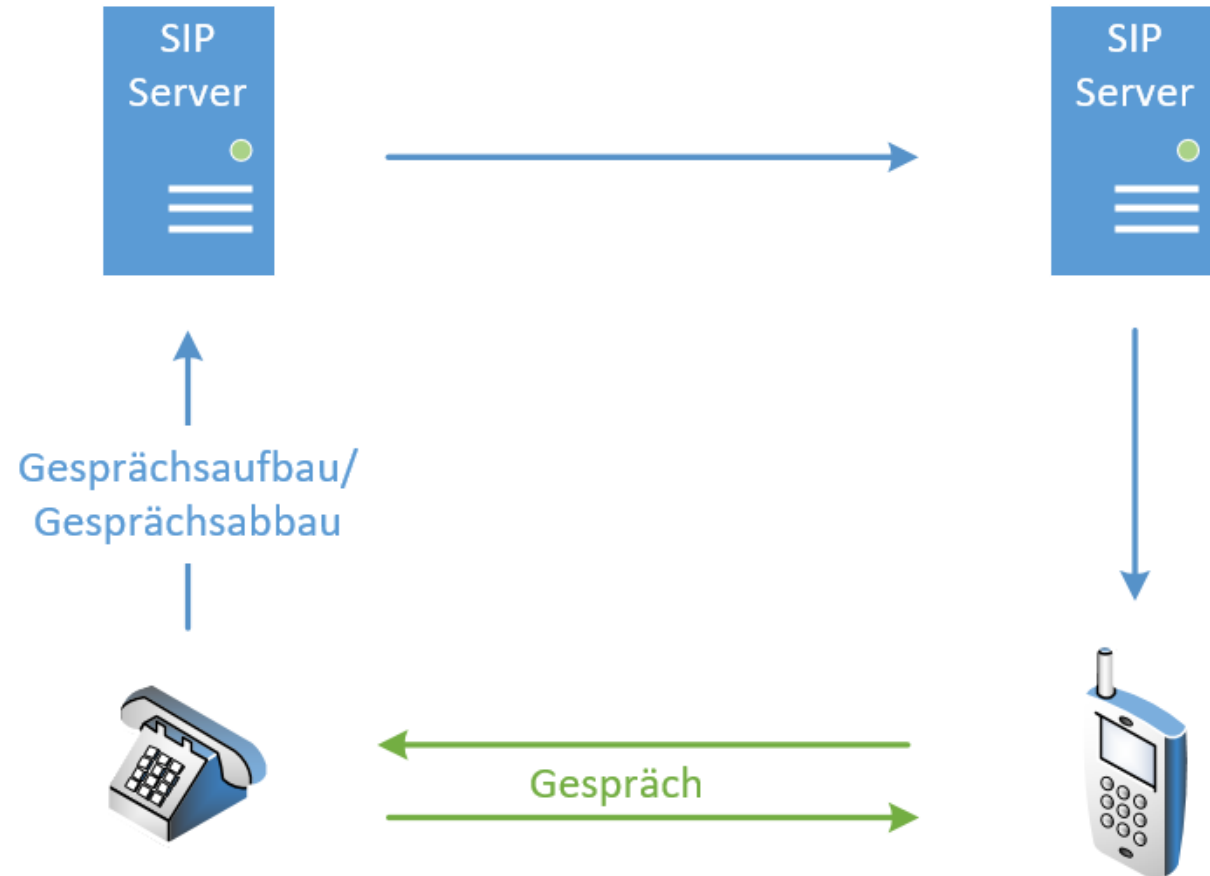 SIP
Server
SIP
Server
Gesprächsaufbau/
Gesprächsabbau
Gespräch